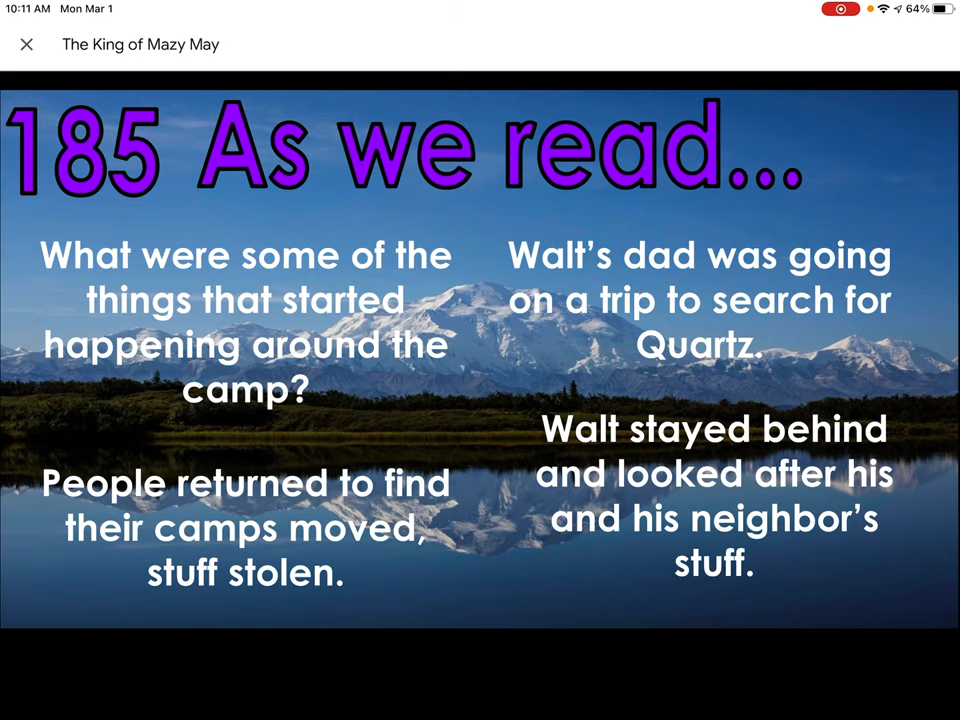 10:11 AM Mon Mar 1
64%
The King of Mazy May
185 As we read...
What were some of the
things that started
happening around the
camp?
People returned to find
their camps moved,
stuff stolen.
Walt’s dad was going
on a trip to search for
Quartz.
Walt stayed behind
and looked after his
and his neighbor’s
stuff.